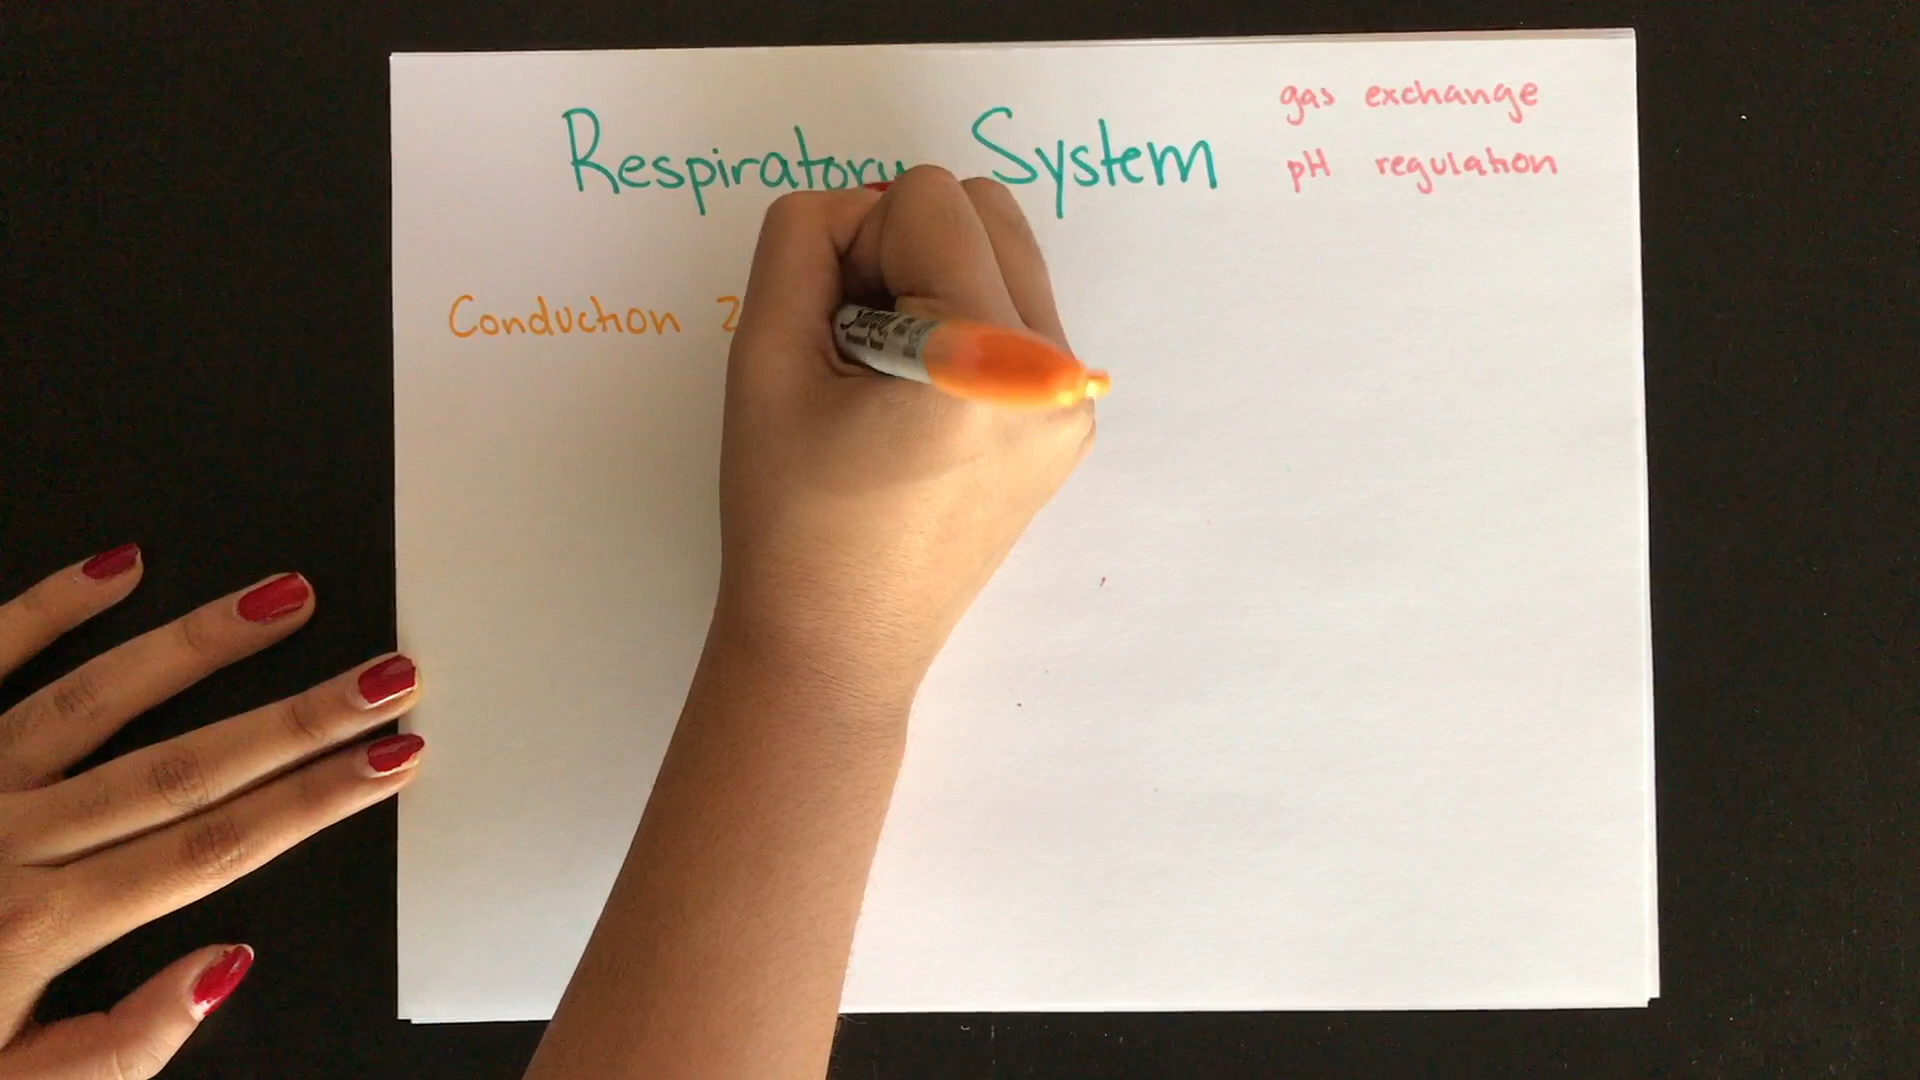 gas exchange
Respiratory System
pH regulation
Conduction Z